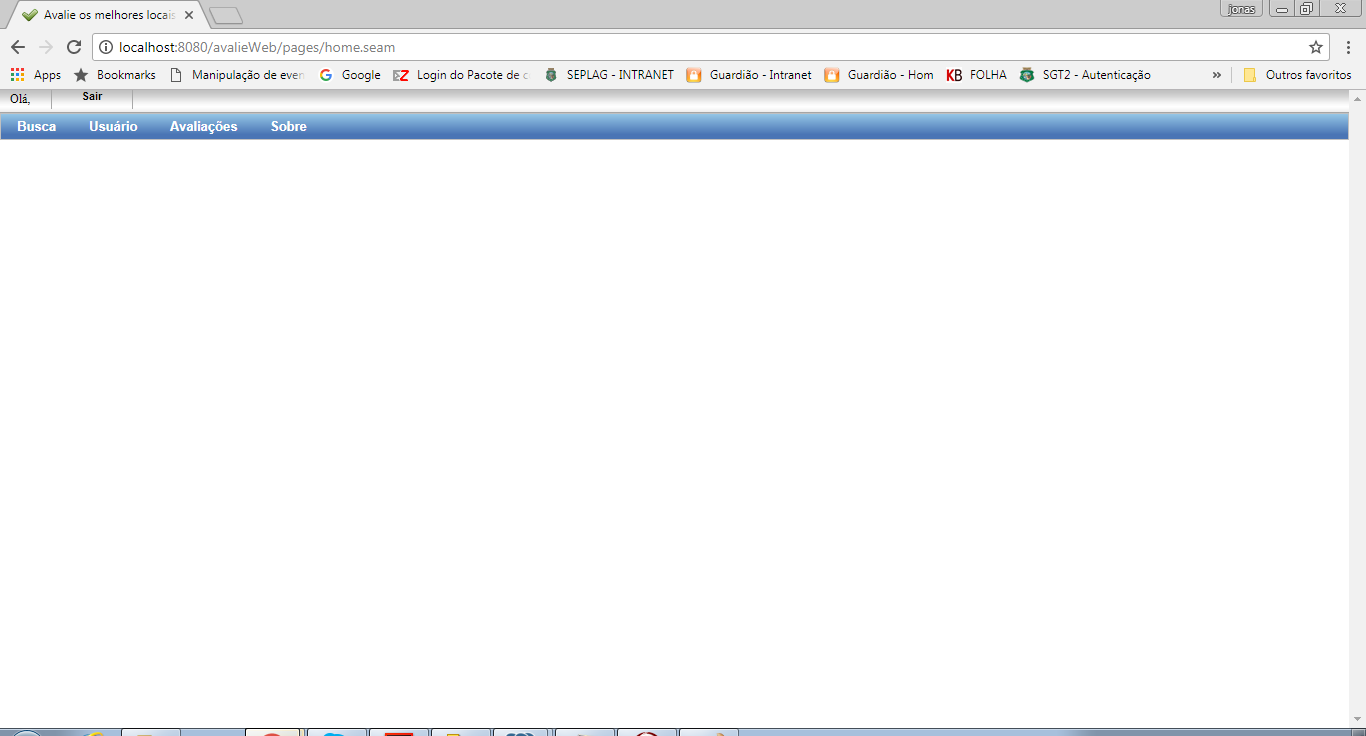 Avalie os melhores locais
jonas
localhost:8080/avalieWeb/pages/home.seam
Apps Bookmarks Manipulação de even Google Login do Pacote de c SEPLAG - INTRANET Guardião - Intranet Guardião - Hom KB FOLHA SGT2 - Autenticação » Outros favoritos
Olá, Sair
Busca Usuário Avaliações Sobre